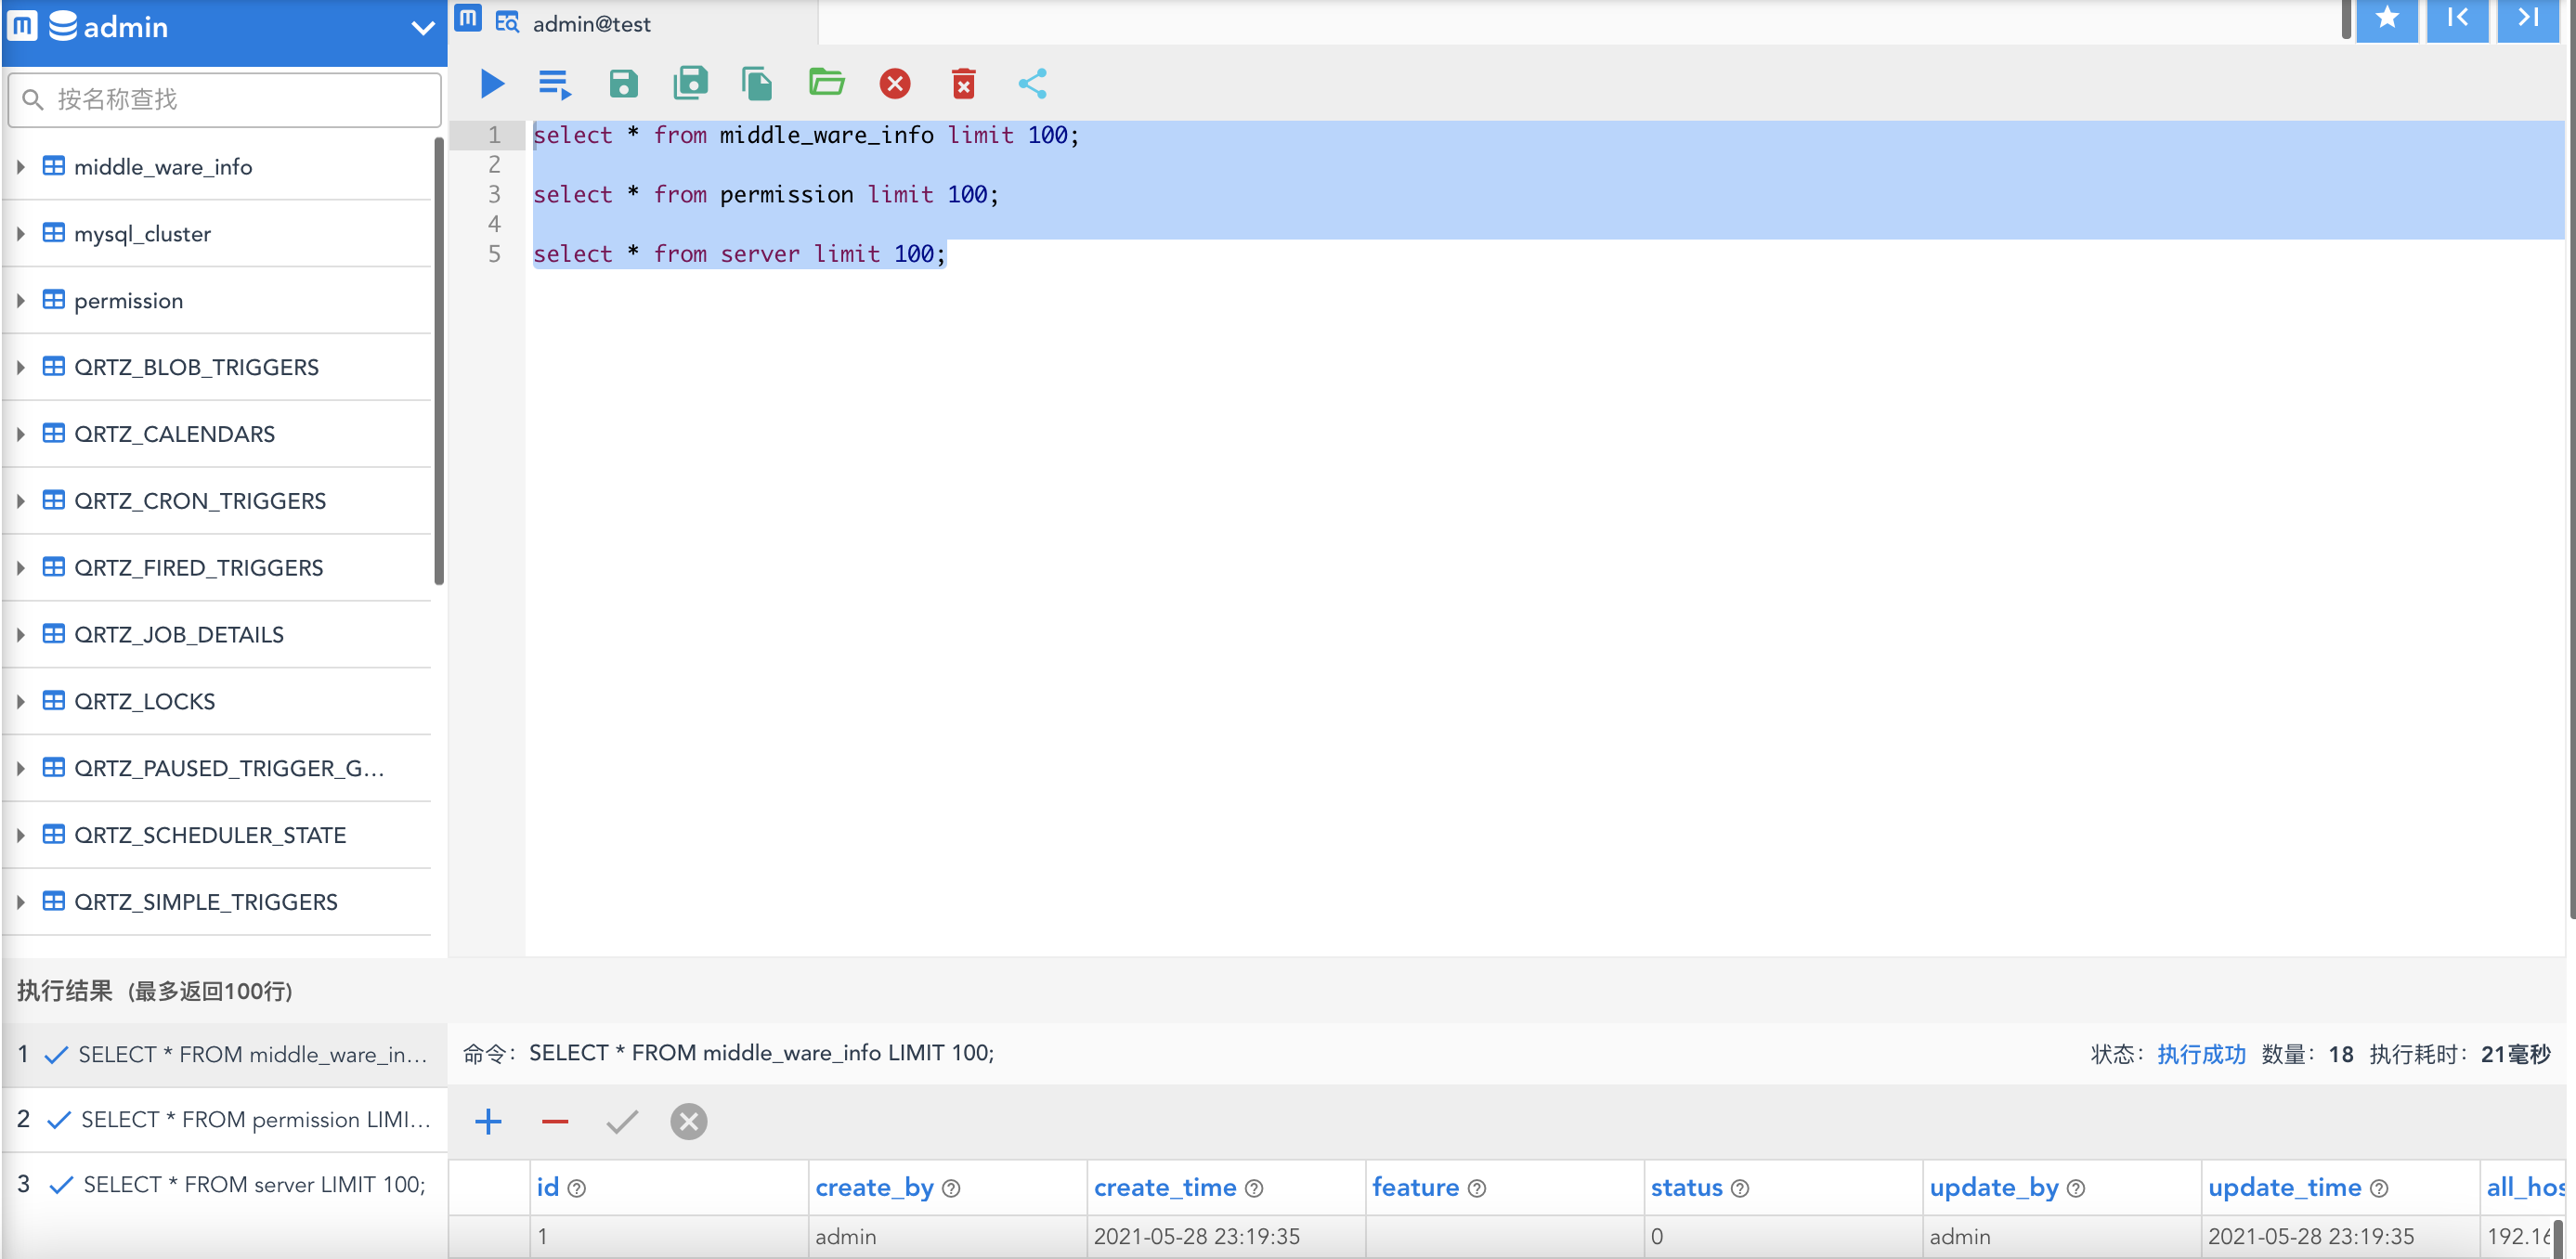 admin
按名称查找
middle_ware_info
mysql_cluster
permission
QRTZ_BLOB_TRIGGERS
QRTZ_CALENDARS
QRTZ_CRON_TRIGGERS
QRTZ_FIRED_TRIGGERS
QRTZ_JOB_DETAILS
QRTZ_LOCKS
QRTZ_PAUSED_TRIGGER_G...
QRTZ_SCHEDULER_STATE
QRTZ_SIMPLE_TRIGGERS
admin@test
1 select * from middle_ware_info limit 100;
2
3 select * from permission limit 100;
4
5 select * from server limit 100;
执行结果 (最多返回100行)
1 SELECT * FROM middle_ware_in...
2 SELECT * FROM permission LIMI...
3 SELECT * FROM server LIMIT 100;
命令： SELECT * FROM middle_ware_info LIMIT 100; 状态： 执行成功 数量： 18 执行耗时： 21毫秒
id create_by create_time feature status update_by update_time all_hos
1 admin 2021-05-28 23:19:35 0 admin 2021-05-28 23:19:35 192.16